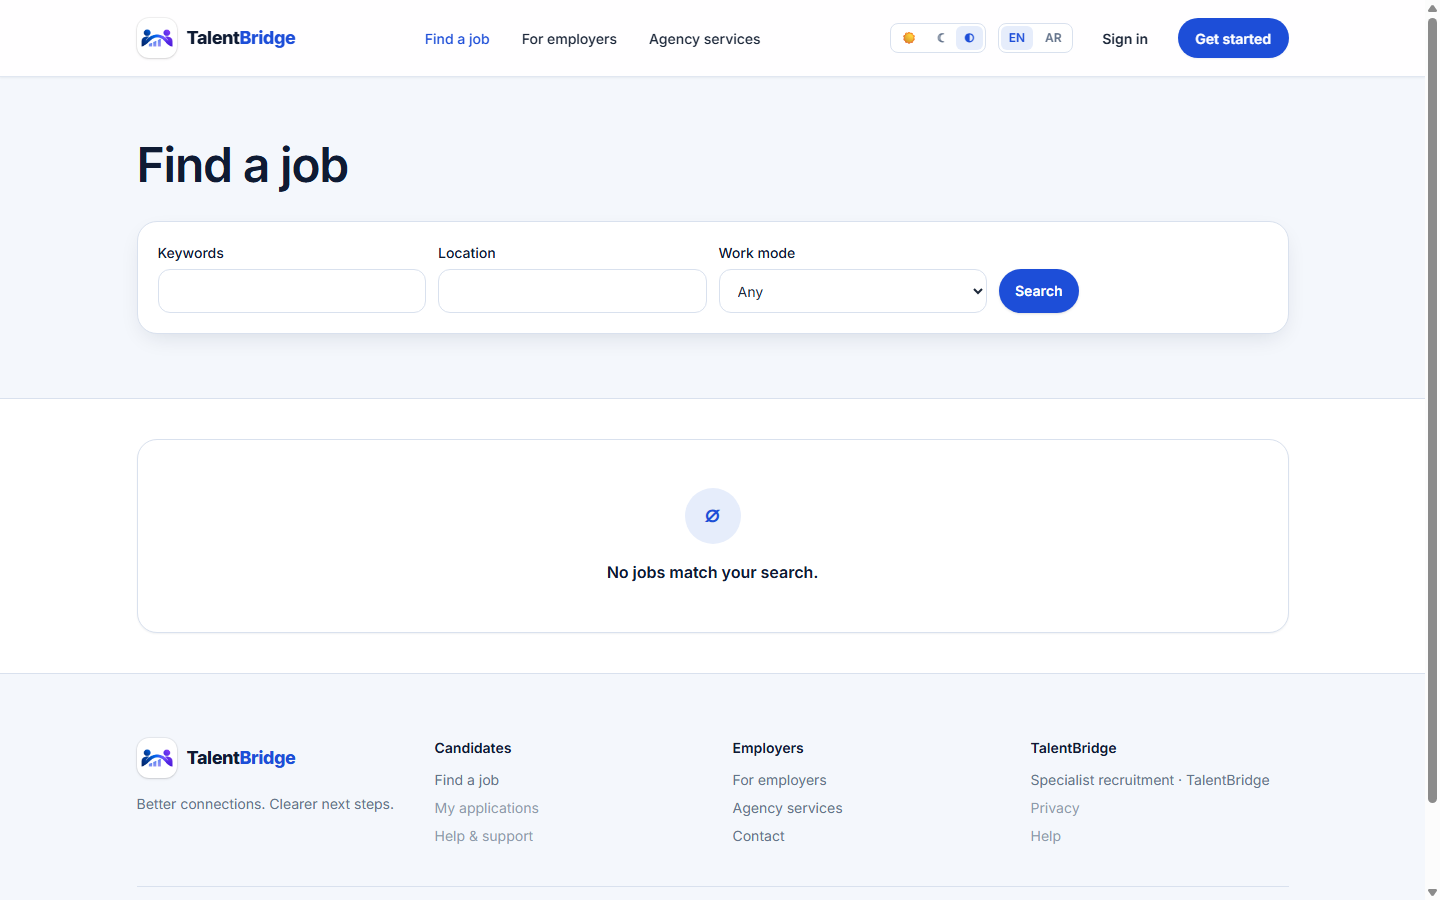 TalentBridge
Find a job
For employers
Agency services
EN
AR
Sign in
Get started
Find a job
Keywords
Location
Work mode
Any
Search
No jobs match your search.
TalentBridge
Better connections. Clearer next steps.
Candidates
Find a job
My applications
Help & support
Employers
For employers
Agency services
Contact
TalentBridge
Specialist recruitment · TalentBridge
Privacy
Help